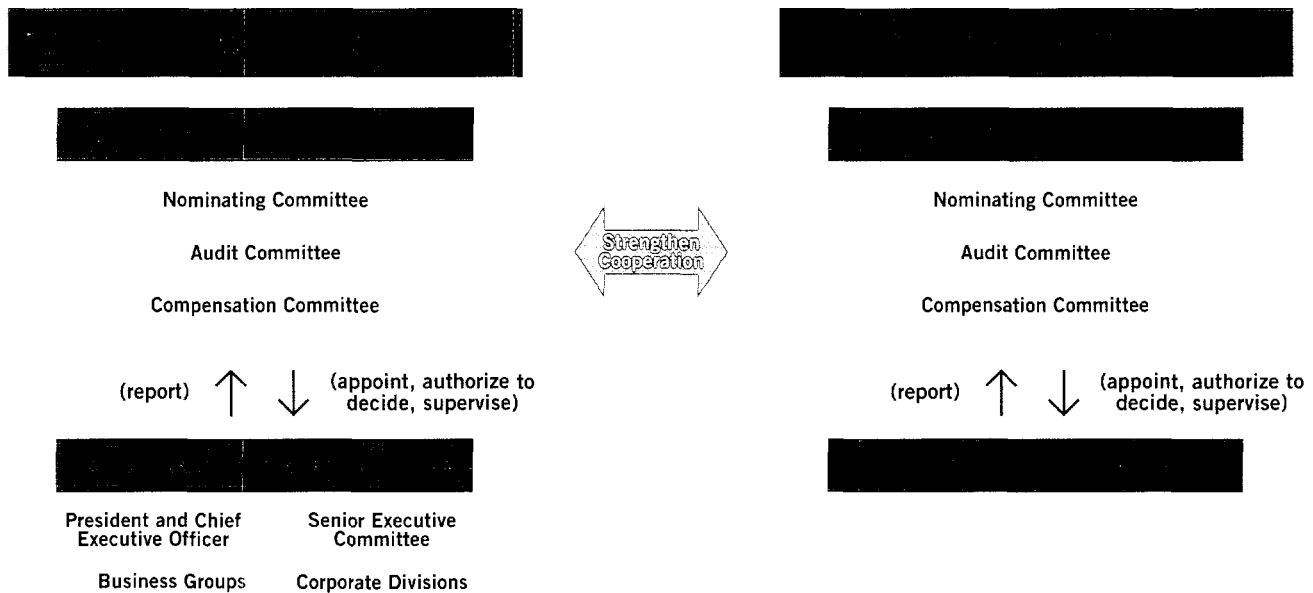 Nominating Committee
Audit Committee
Compensation Committee
(report)
(appoint, authorize to
decide, supervise)
President and Chief
Executive Officer
Senior Executive
Committee
Business Groups
Corporate Divisions
Strengthen
Cooperation
Nominating Committee
Audit Committee
Compensation Committee
(report)
(appoint, authorize to
decide, supervise)